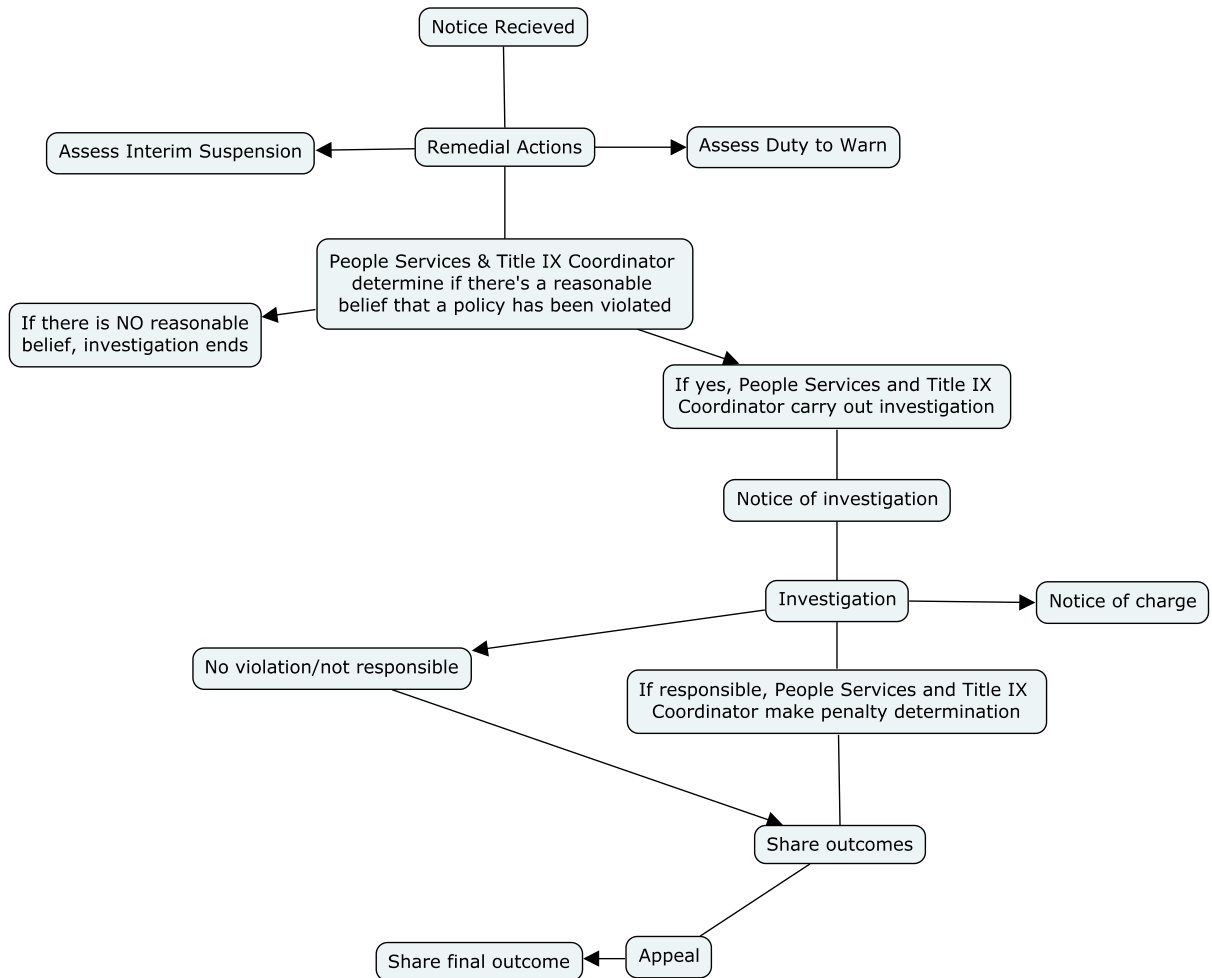 Notice Recieved
Assess Interim Suspension
Remedial Actions
Assess Duty to Warn
People Services & Title IX Coordinator
determine if there's a reasonable
belief that a policy has been violated
If there is NO reasonable
belief, investigation ends
If yes, People Services and Title IX
Coordinator carry out investigation
Notice of investigation
Investigation
Notice of charge
No violation/not responsible
If responsible, People Services and Title IX
Coordinator make penalty determination
Share outcomes
Appeal
Share final outcome